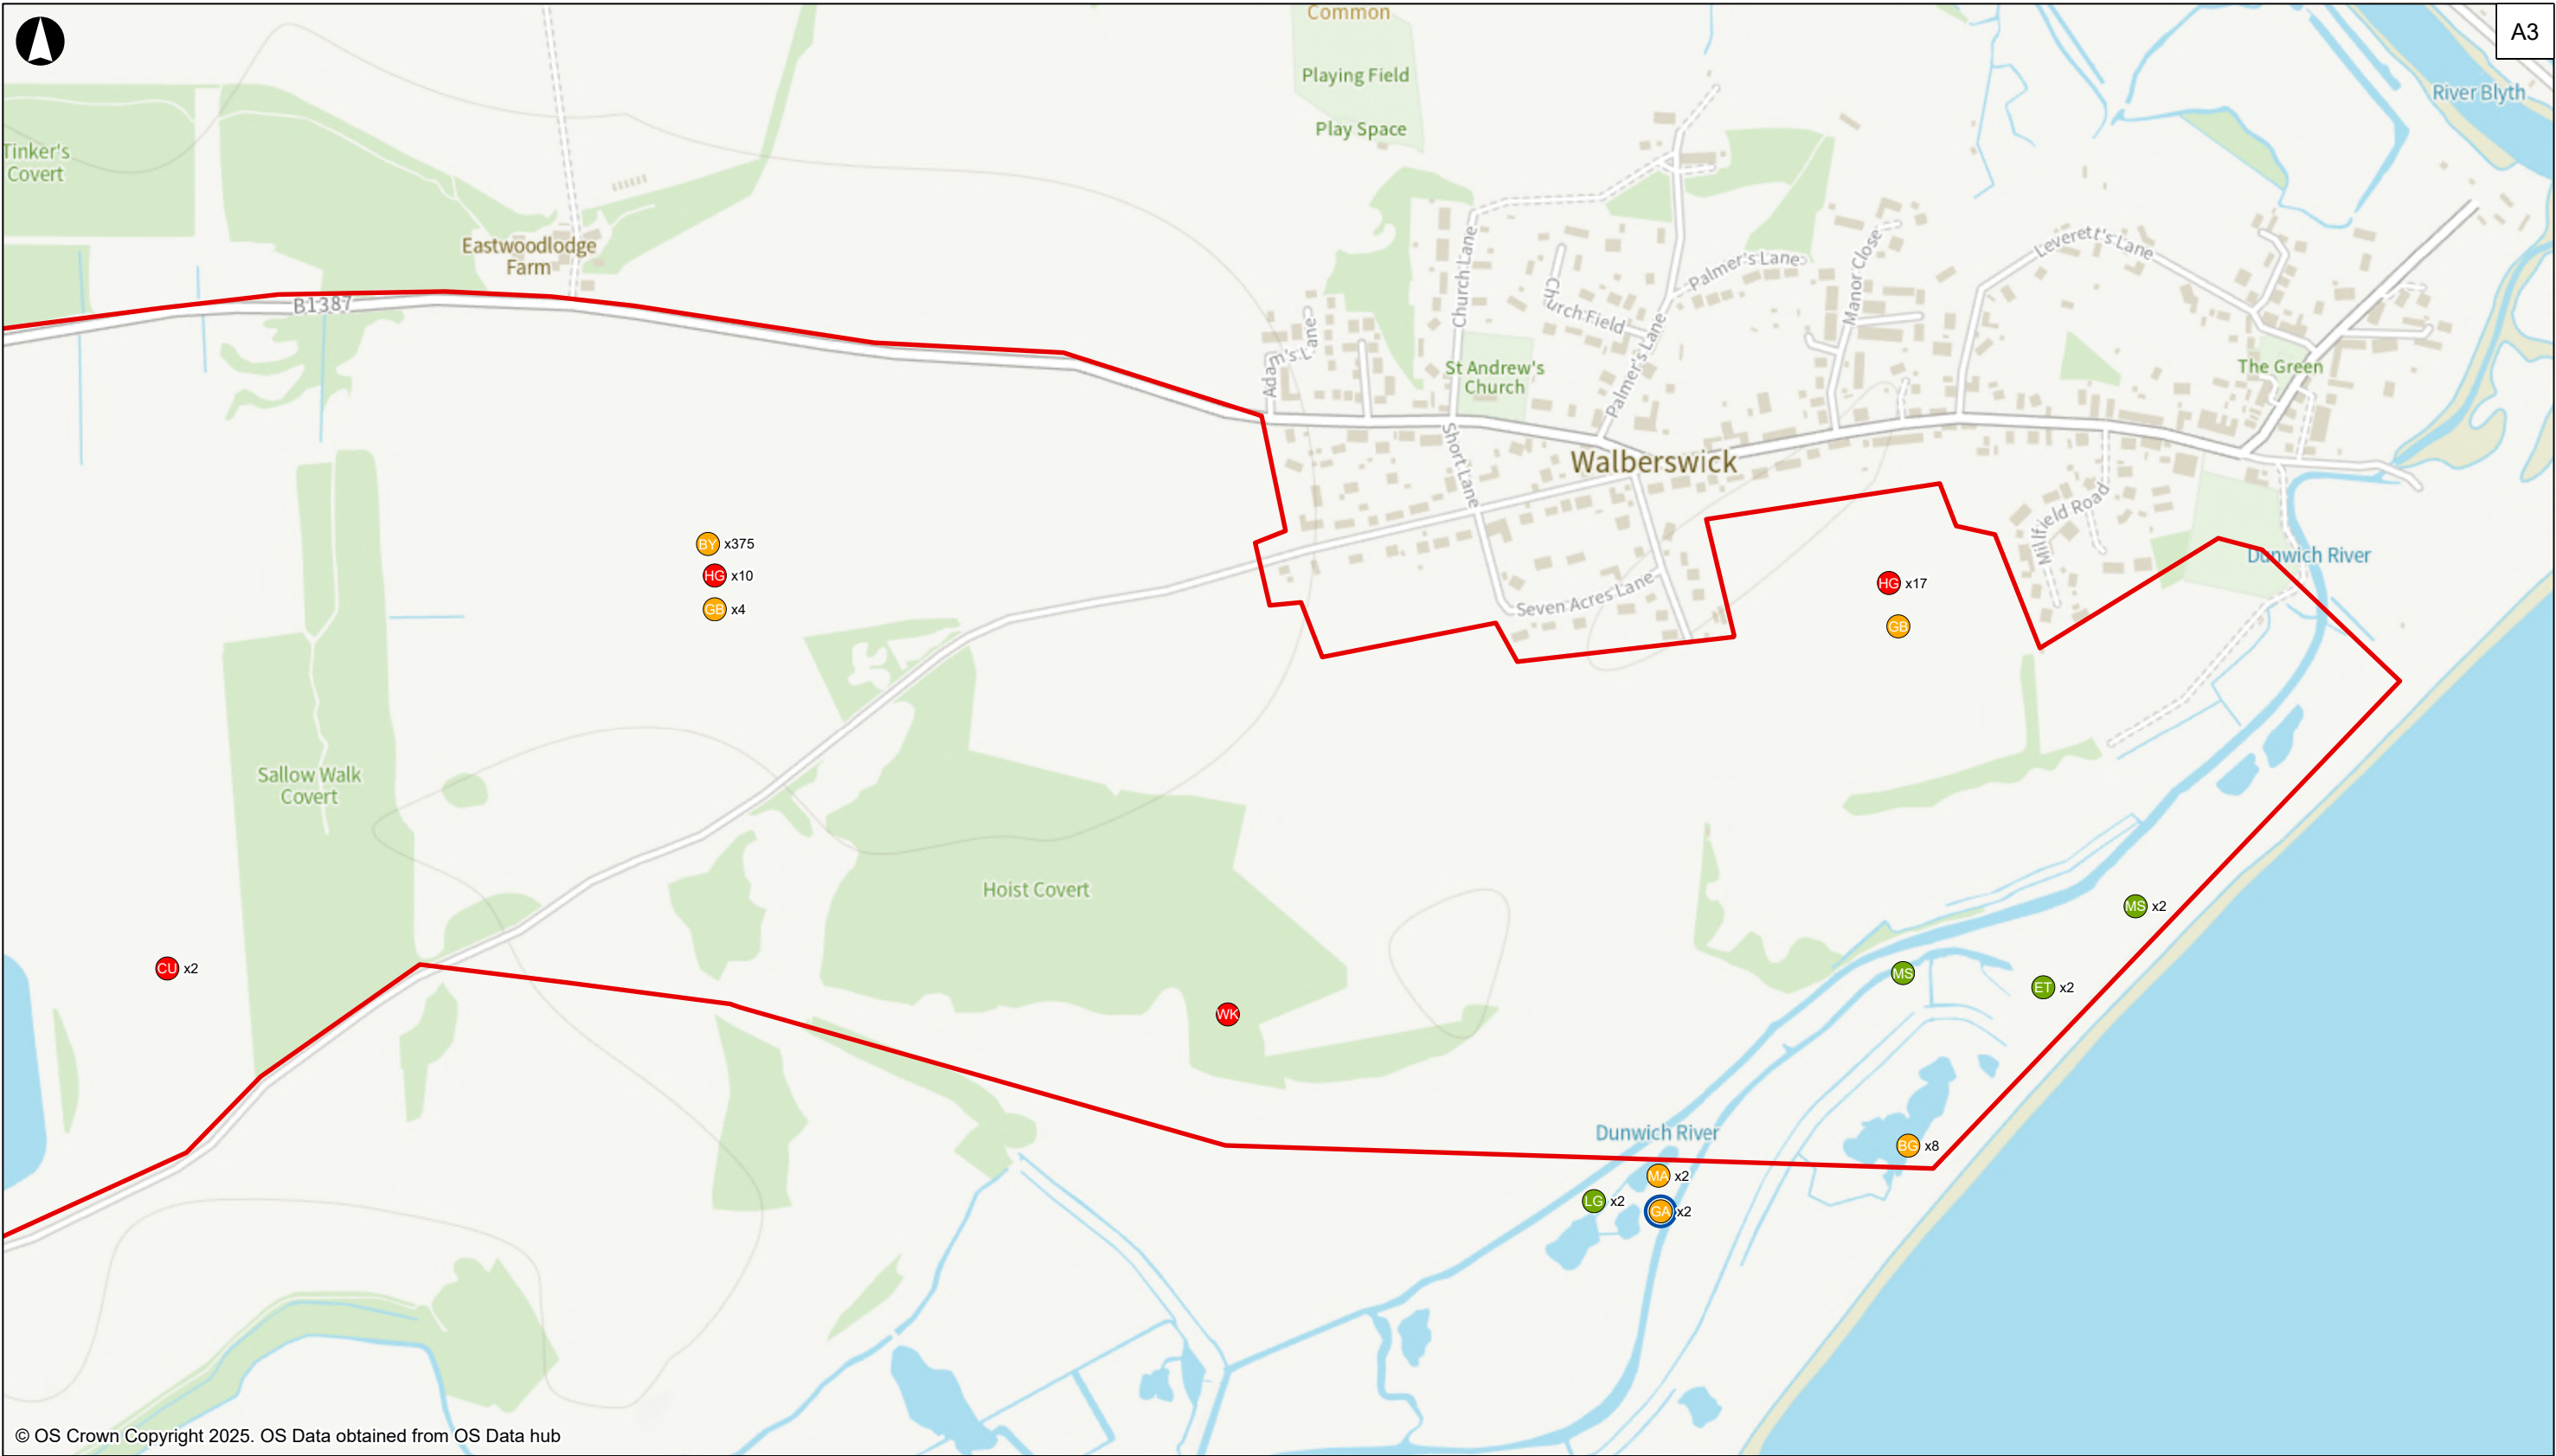 A3
Common
Playing Field
Play Space
River Blyth
Tinker's
Covert
Eastwoodlodge
Farm
B1387
Church Lane
Church Field
Palmer's Lane
Palmer's Lane
Manor Close
Leverett's Lane
Adam's Lane
St Andrew's
Church
The Green
Short Lane
Walberswick
Millfield Road
Dunwich River
Seven Acres Lane
BY x375
HG x10
GB x4
HG x17
GB
Sallow Walk
Covert
Hoist Covert
CU x2
WK
MS x2
MS
ET x2
Dunwich River
BG x8
MA x2
LG x2
GA x2
© OS Crown Copyright 2025. OS Data obtained from OS Data hub